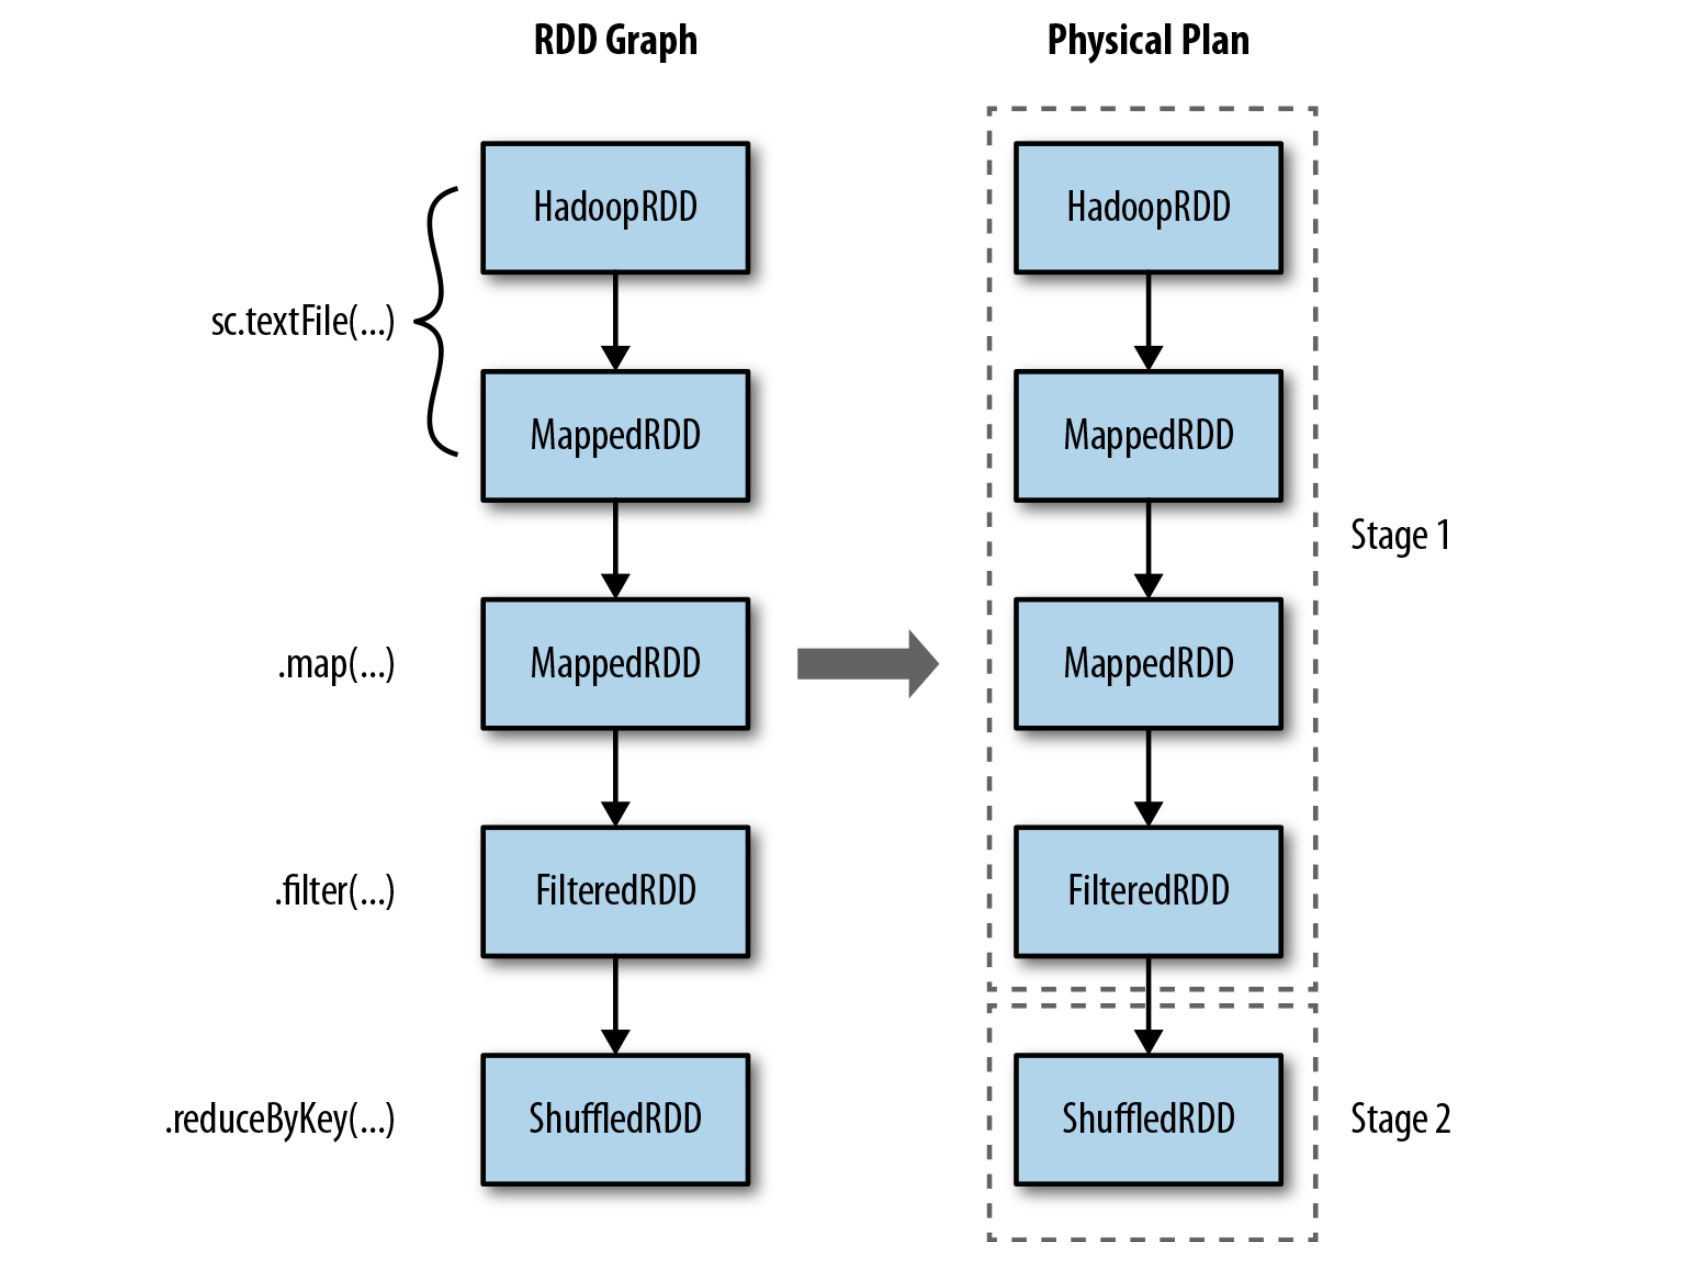 RDD Graph
Physical Plan
HadoopRDD
HadoopRDD
sc.textFile(...)
MappedRDD
MappedRDD
Stage 1
.map(...)
MappedRDD
MappedRDD
.filter(...)
FilteredRDD
FilteredRDD
.reduceByKey(...)
ShuffledRDD
ShuffledRDD
Stage 2